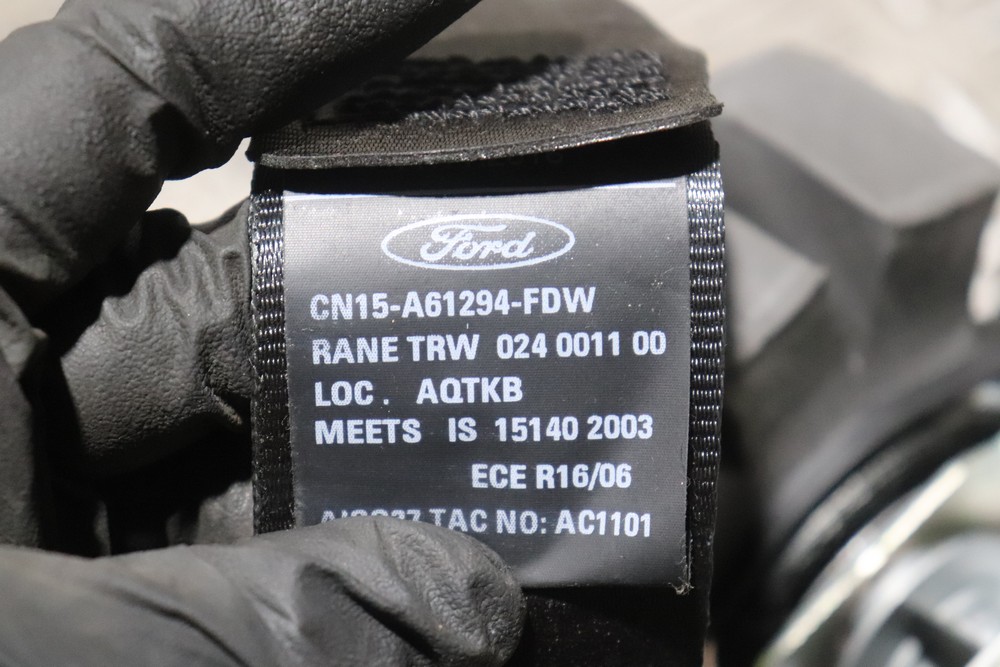 Ford
CN15-A61294-FDW
RANE TRW 024 0011 00
LOC. AQTKB
MEETS IS 15140 2003
ECE R16/06
TAC NO: AC1101